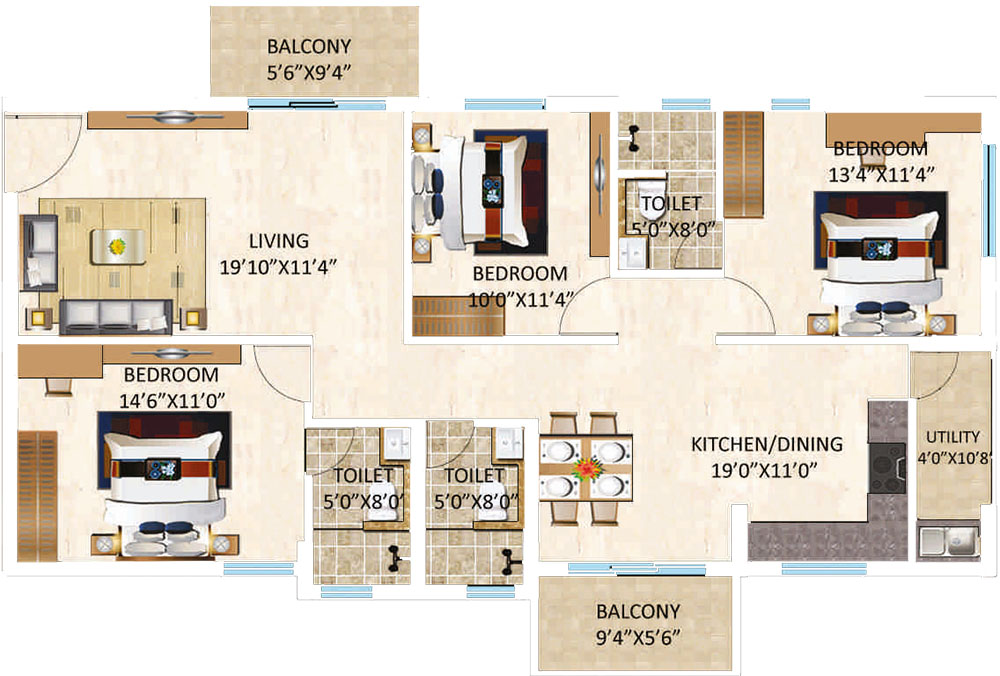 BALCONY
5'6"X9'4"
BEDROOM
13'4"X11'4"
TOILET
5'0"X8'0"
LIVING
19'10"X11'4"
BEDROOM
10'0"X11'4"
BEDROOM
14'6"X11'0"
KITCHEN/DINING
19'0"X11'0"
UTILITY
4'0"X10'8"
TOILET
5'0"X8'0'
TOILET
5'0"X8'0"
BALCONY
9'4"X5'6"